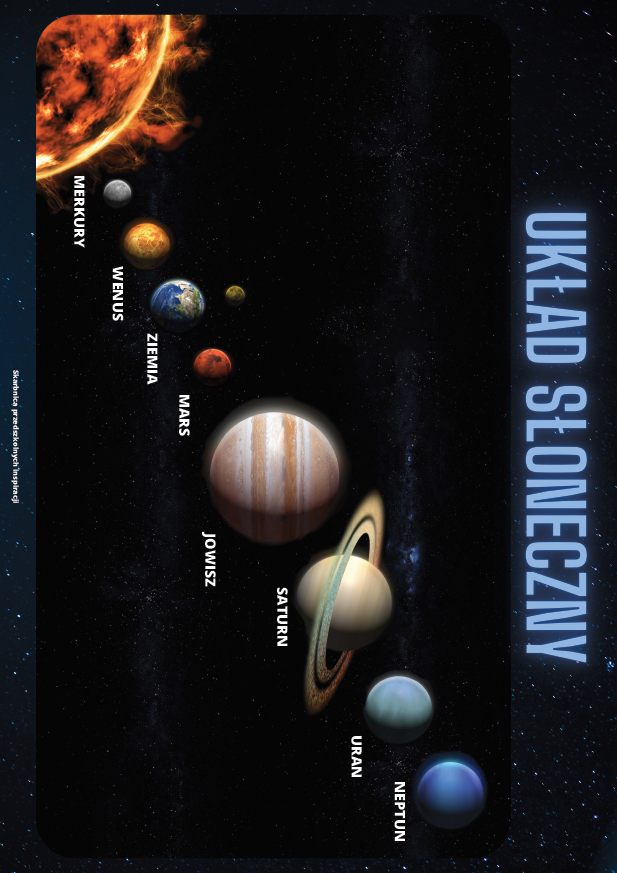 UKŁAD SŁONECZNY
MERKURY
WENUS
ZIEMIA
MARS
JOWISZ
SATURN
URAN
NEPTUN
Skarbnica przedszkolnych inspiracji